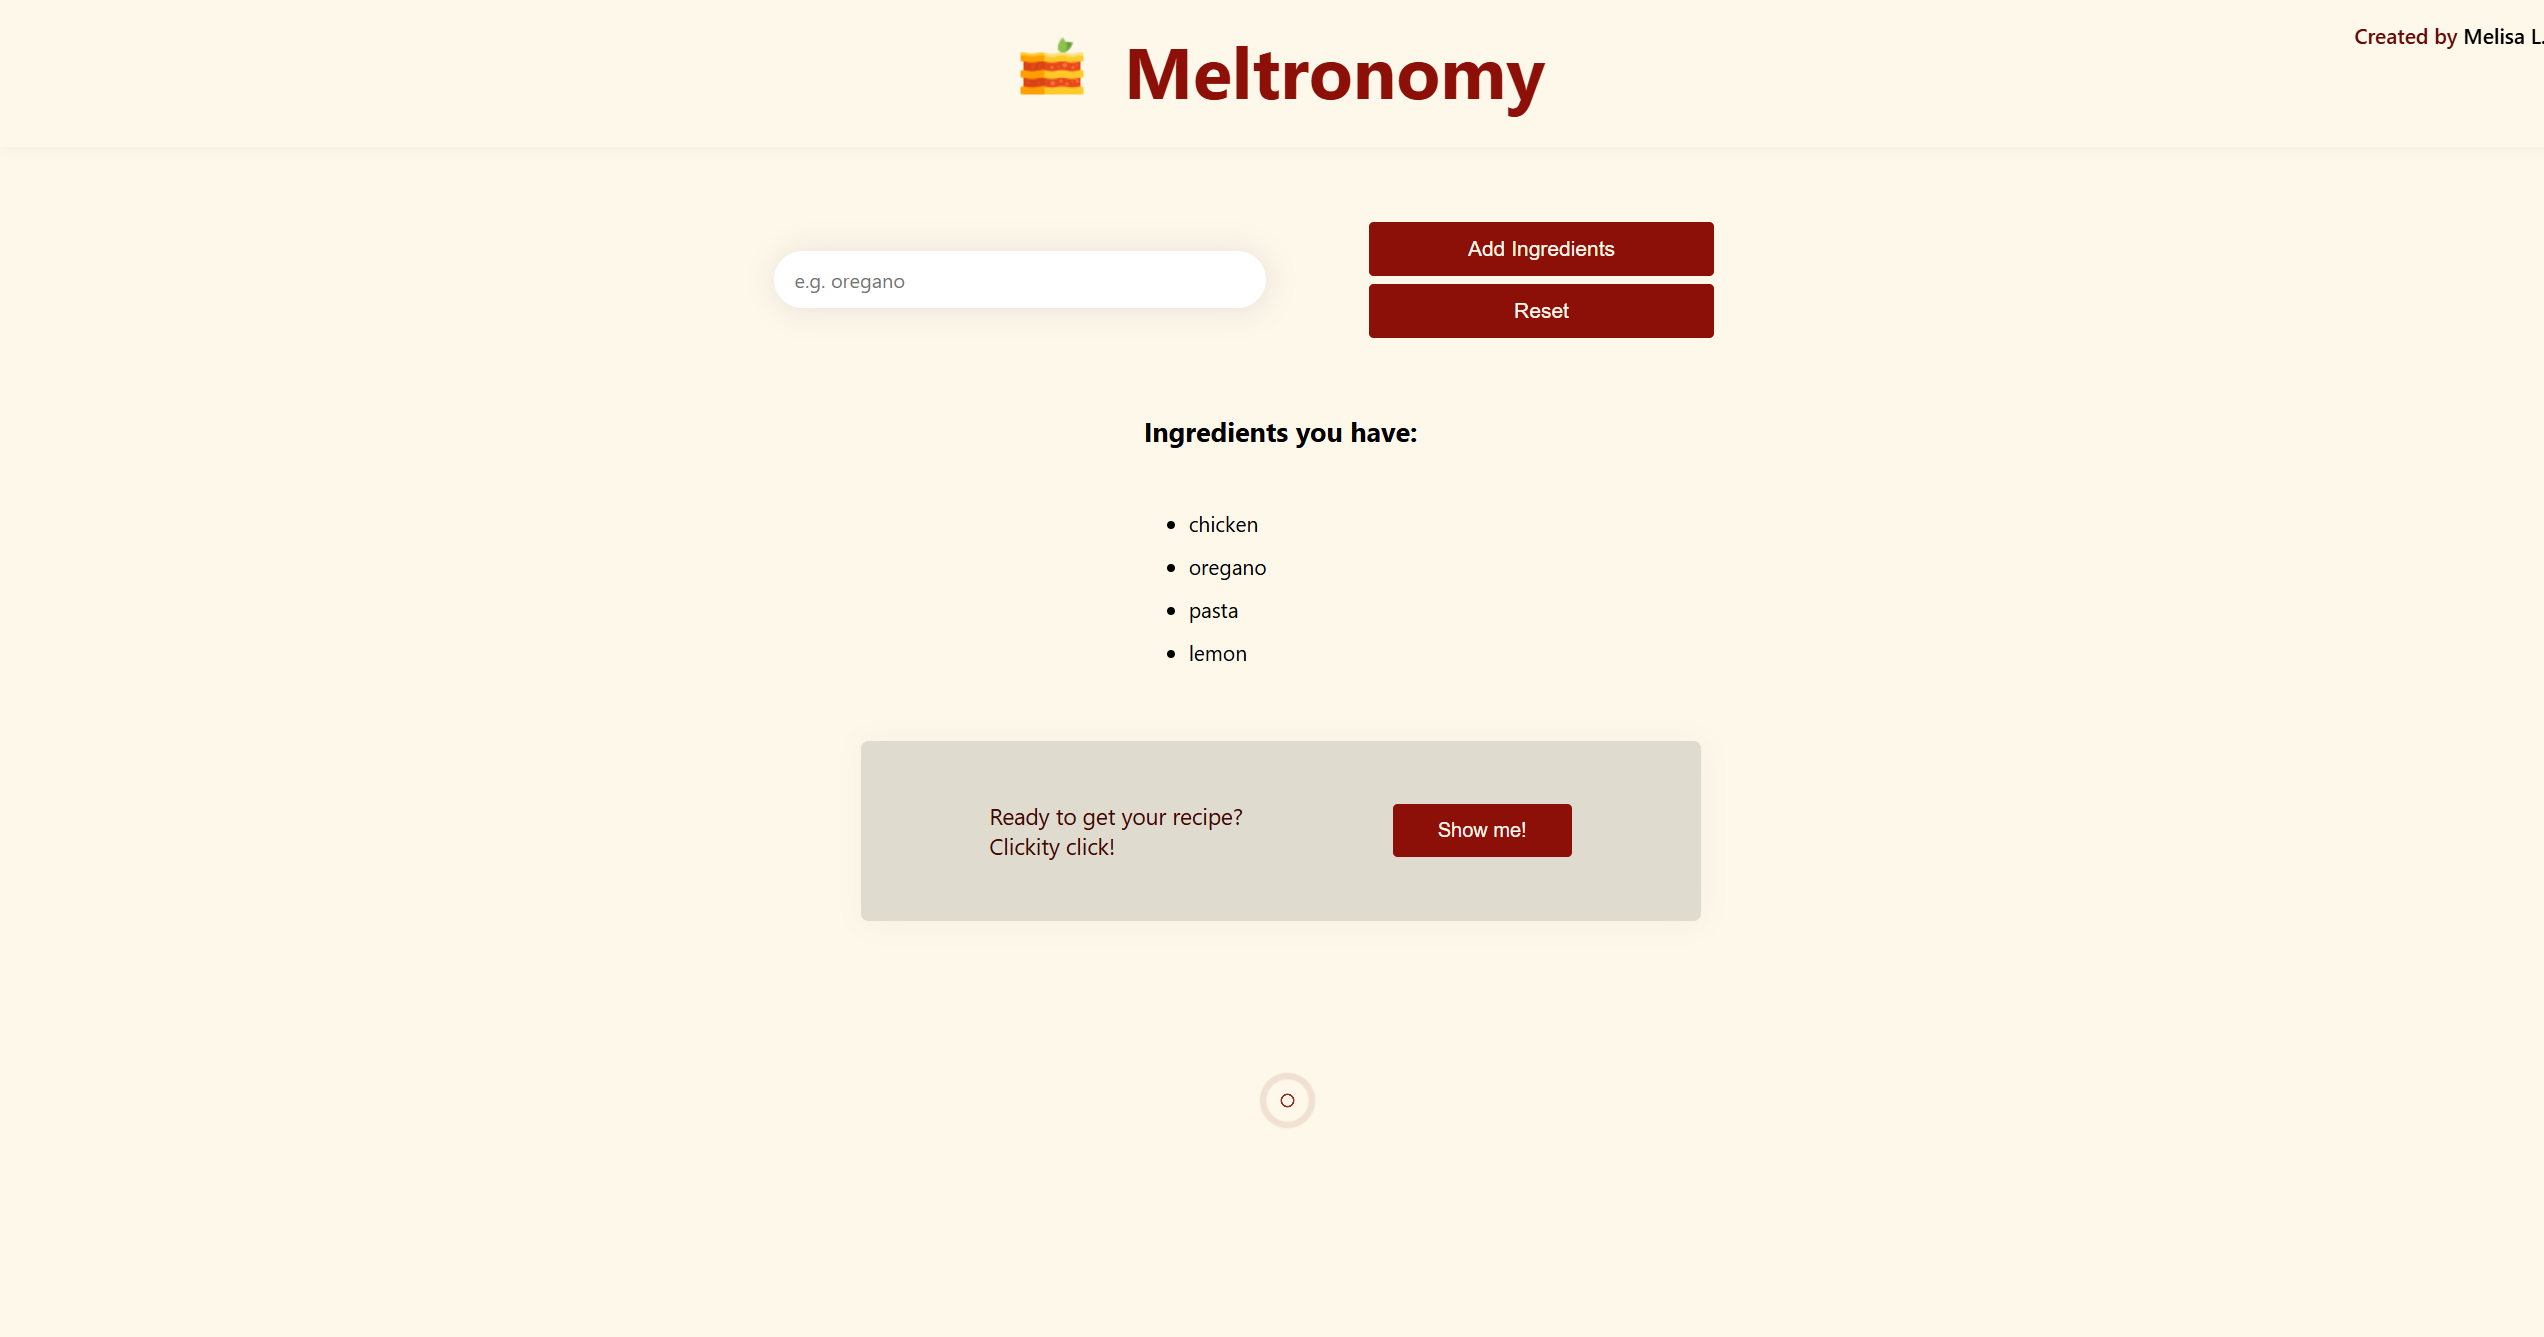 Created by Melisa L.
Meltronomy
e.g. oregano
Add Ingredients
Reset
Ingredients you have:
• chicken
• oregano
• pasta
• lemon
Ready to get your recipe?
Clickity click!
Show me!